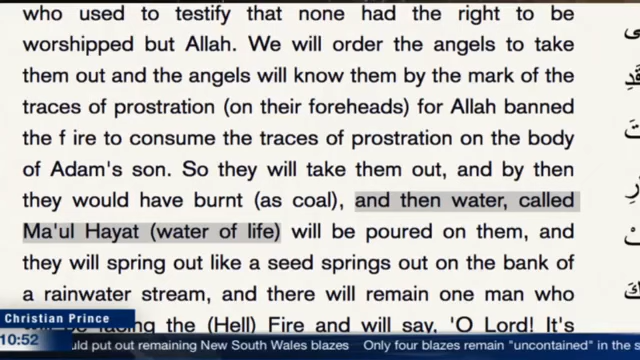 who used to testify that none had the right to be
worshipped but Allah. We will order the angels to take
them out and the angels will know them by the mark of the
traces of prostration (on their foreheads) for Allah banned
the f ire to consume the traces of prostration on the body
of Adam's son. So they will take them out, and by then
they would have burnt (as coal), and then water, called
Ma'ul Hayat (water of life) will be poured on them, and
they will spring out like a seed springs out on the bank of
a rainwater stream, and there will remain one man who
will be facing the (Hell) Fire and will say, 'O Lord! It's
Christian Prince
10:52
uld put out remaining New South Wales blazes Only four blazes remain "uncontained" in the s